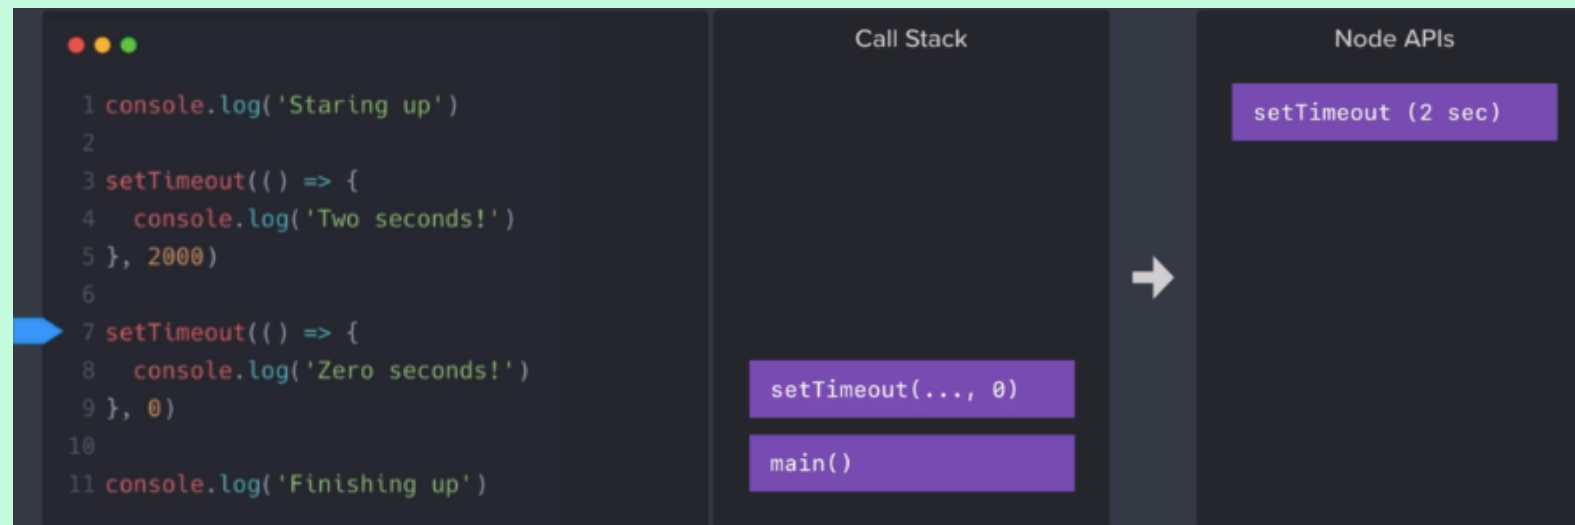 1 console.log('Staring up')
2
3 setTimeout(() => {
4   console.log('Two seconds!')
5 }, 2000)
6
7 setTimeout(() => {
8   console.log('Zero seconds!')
9 }, 0)
10
11 console.log('Finishing up')
Call Stack
setTimeout(..., 0)
main()
Node APIs
setTimeout (2 sec)